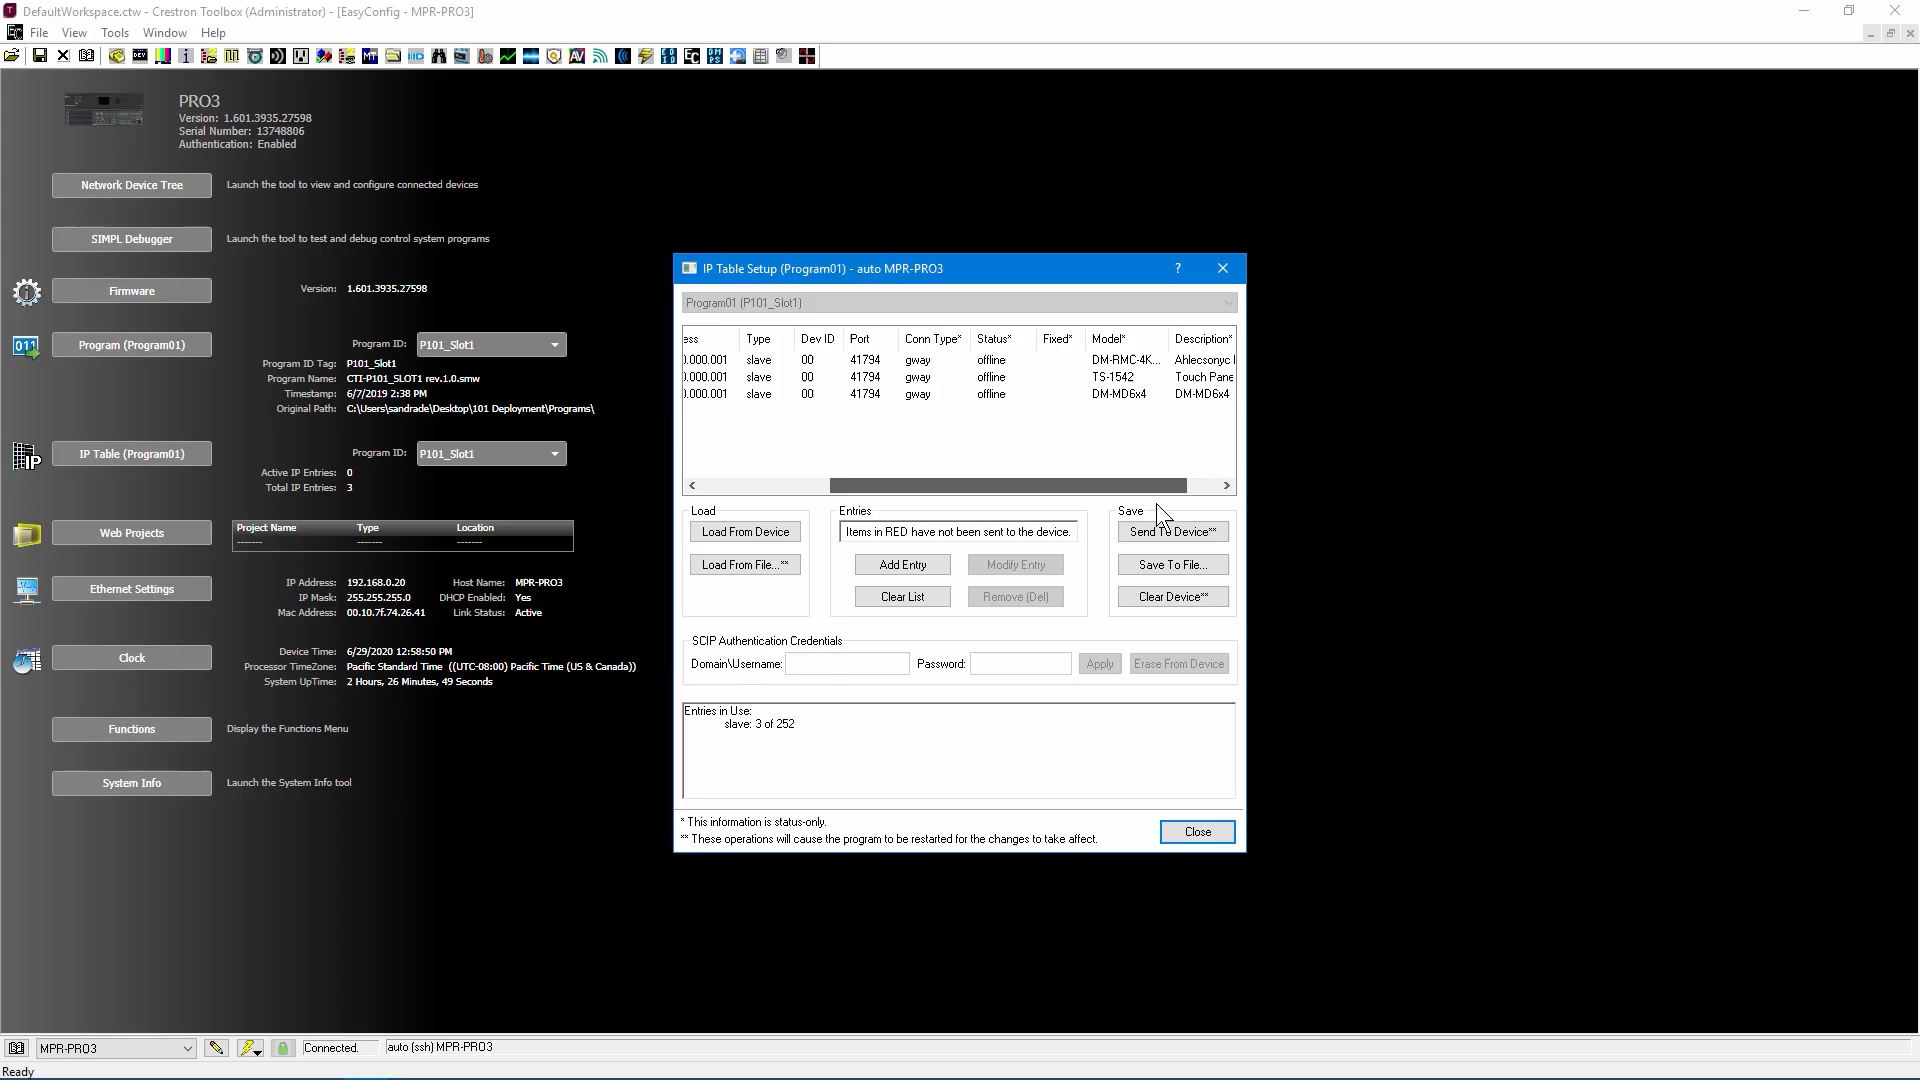 DefaultWorkspace.ctw - Crestron Toolbox (Administrator) - [EasyConfig - MPR-PRO3]
File View Tools Window Help
PRO3
Version: 1.601.3935.27598
Serial Number: 13748806
Authentication: Enabled
Network Device Tree Launch the tool to view and configure connected devices
SIMPL Debugger Launch the tool to test and debug control system programs
Firmware Version: 1.601.3935.27598
Program (Program01) Program ID: P101_Slot1
Program ID Tag: P101_Slot1
Program Name: CTI-P101_SLOT1 rev.1.0.smw
Timestamp: 6/7/2019 2:38 PM
Original Path: C:\Users\sandrade\Desktop\101 Deployment\Programs\
IP Table (Program01) Program ID: P101_Slot1
Active IP Entries: 0
Total IP Entries: 3
Web Projects
Project Name Type Location
------- ------- -------
Ethernet Settings
IP Address: 192.168.0.20 Host Name: MPR-PRO3
IP Mask: 255.255.255.0 DHCP Enabled: Yes
Mac Address: 00.10.7f.74.26.41 Link Status: Active
Clock
Device Time: 6/29/2020 12:58:50 PM
Processor TimeZone: Pacific Standard Time ((UTC-08:00) Pacific Time (US & Canada))
System UpTime: 2 Hours, 26 Minutes, 49 Seconds
Functions Display the Functions Menu
System Info Launch the System Info tool
IP Table Setup (Program01) - auto MPR-PRO3 ?
Program01 (P101_Slot1)
ess Type Dev ID Port Conn Type* Status* Fixed* Model* Description*
0.000.001 slave 00 41794 gway offline DM-RMC-4K... Ahlecsonyc
0.000.001 slave 00 41794 gway offline TS-1542 Touch Pane
0.000.001 slave 00 41794 gway offline DM-MD6x4 DM-MD6x4
Load Entries Save
Load From Device Items in RED have not been sent to the device. Send To Device**
Load From File...** Add Entry Modify Entry Save To File...
Clear List Remove (Del) Clear Device**
SCIP Authentication Credentials
Domain\Username: Password: Apply Erase From Device
Entries in Use:
slave: 3 of 252
* This information is status-only.
** These operations will cause the program to be restarted for the changes to take affect.
Close
MPR-PRO3 Connected. auto (ssh) MPR-PRO3
Ready